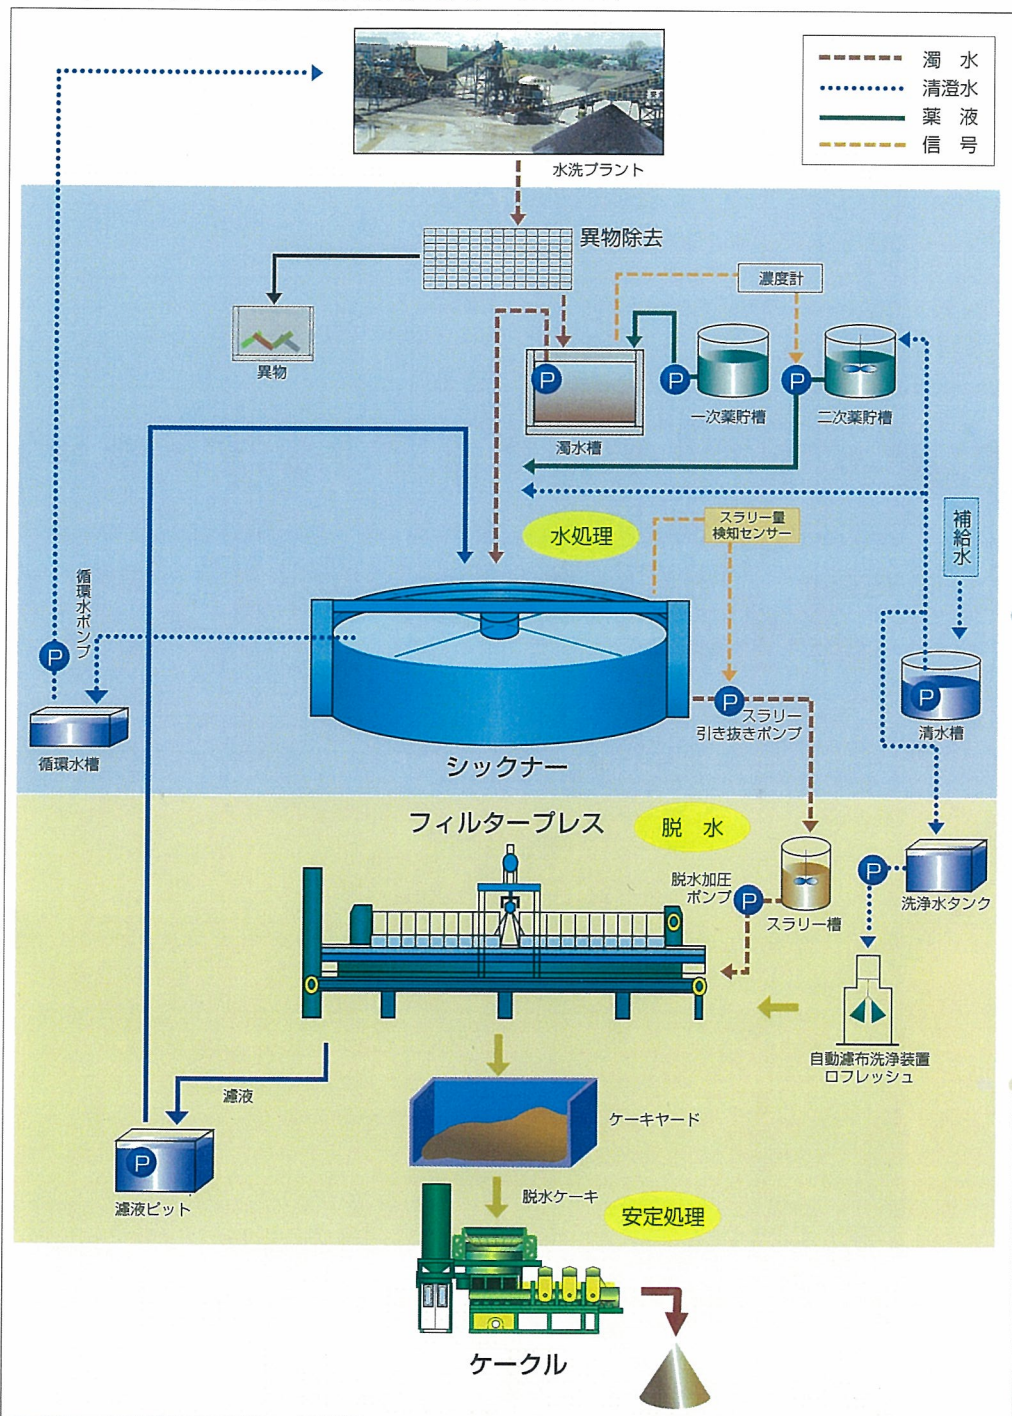 濁 水
清澄水
薬 液
信 号
水洗プラント
異物除去
濃度計
異物
P
P
P
一次薬貯槽
二次薬貯槽
濁水槽
スラリー量
検知センサー
補給水
水処理
循環水ポンプ
P
P
P
スラリー
引き抜きポンプ
清水槽
循環水槽
シックナー
フィルタープレス
脱 水
脱水加圧
ポンプ
P
P
スラリー槽
洗浄水タンク
自動濾布洗浄装置
ロフレッシュ
濾液
ケーキヤード
P
濾液ピット
脱水ケーキ
安定処理
ケークル